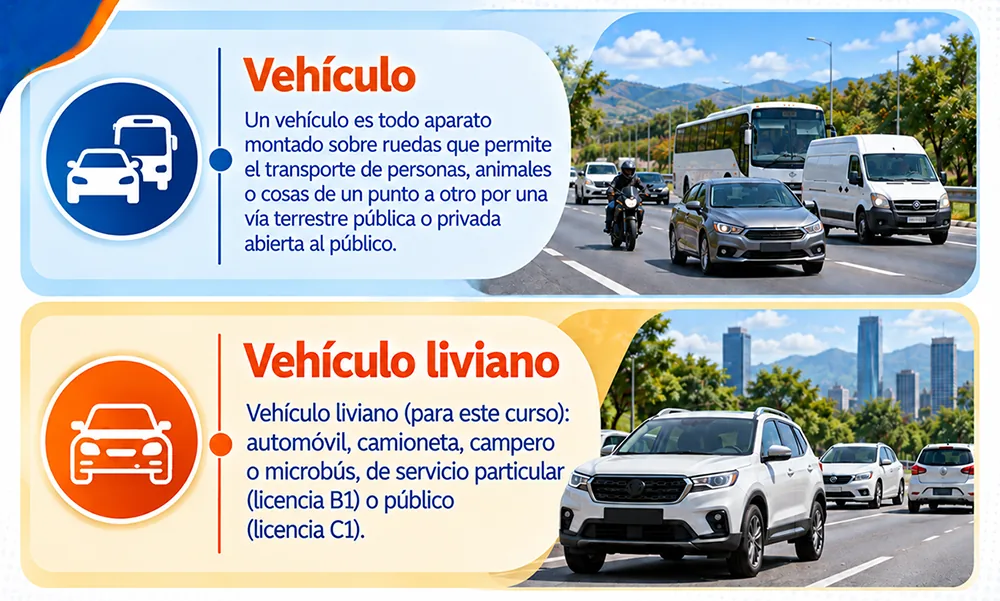 Vehículo
Un vehículo es todo aparato
montado sobre ruedas que permite
el transporte de personas, animales
o cosas de un punto a otro por una
vía terrestre pública o privada
abierta al público.
Vehículo liviano
Vehículo liviano (para este curso):
automóvil, camioneta, campero
o microbús, de servicio particular
(licencia B1) o público
(licencia C1).